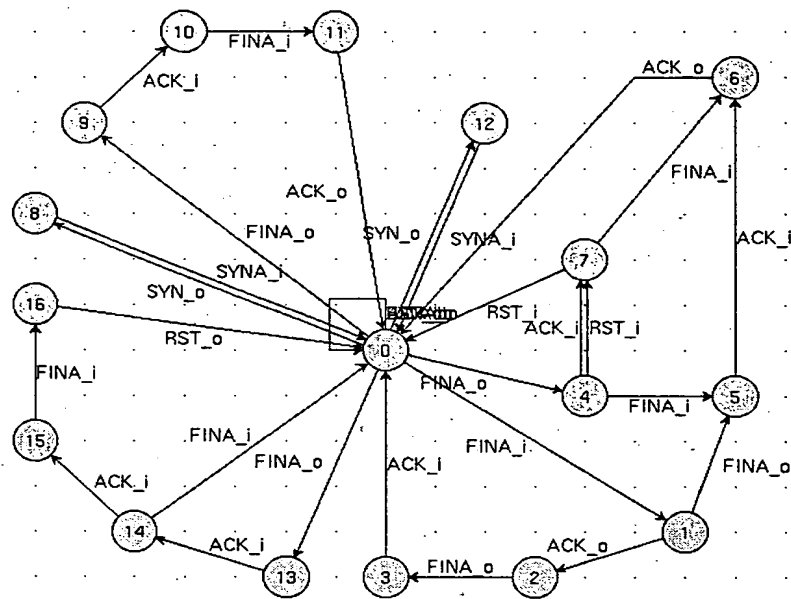 10
FINA_i
11
ACK_i
ACK_o
6
9
12
FINA_i
ACK_o
8
FINA_o
SYN_o
SYNA_i
ACK_i
SYNA_i
7
SYN_o
16
RST_i
ACK_i
RST_i
RST_o
0
FINA_o
FINA_i
4
FINA_i
5
15
FINA_i
FINA_i
FINA_o
ACK_i
FINA_o
ACK_i
14
ACK_i
ACK_o
1
13
3
FINA_o
2